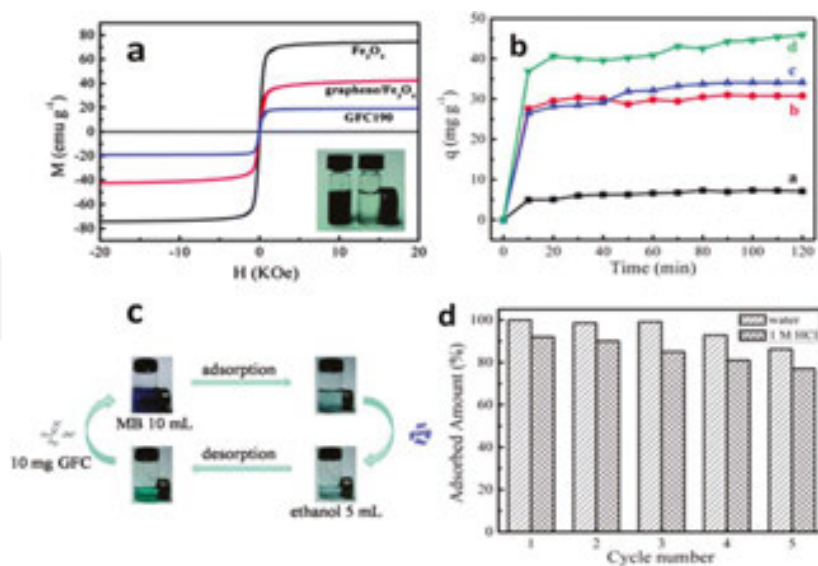 a
80
60
40
20
0
-20
-40
-60
-80
M (emu g⁻¹)
Fe₃O₄
graphene/Fe₃O₄
GFC190
-20
-10
0
10
20
H (KOe)
b
50
40
30
20
10
0
q (mg g⁻¹)
d
c
b
a
0
20
40
60
80
100
120
Time (min)
c
adsorption
MB 10 mL
10 mg GFC
desorption
ethanol 5 mL
d
100
80
60
40
0
Adsorbed Amount (%)
water
1 M HCl
1
2
3
4
5
Cycle number